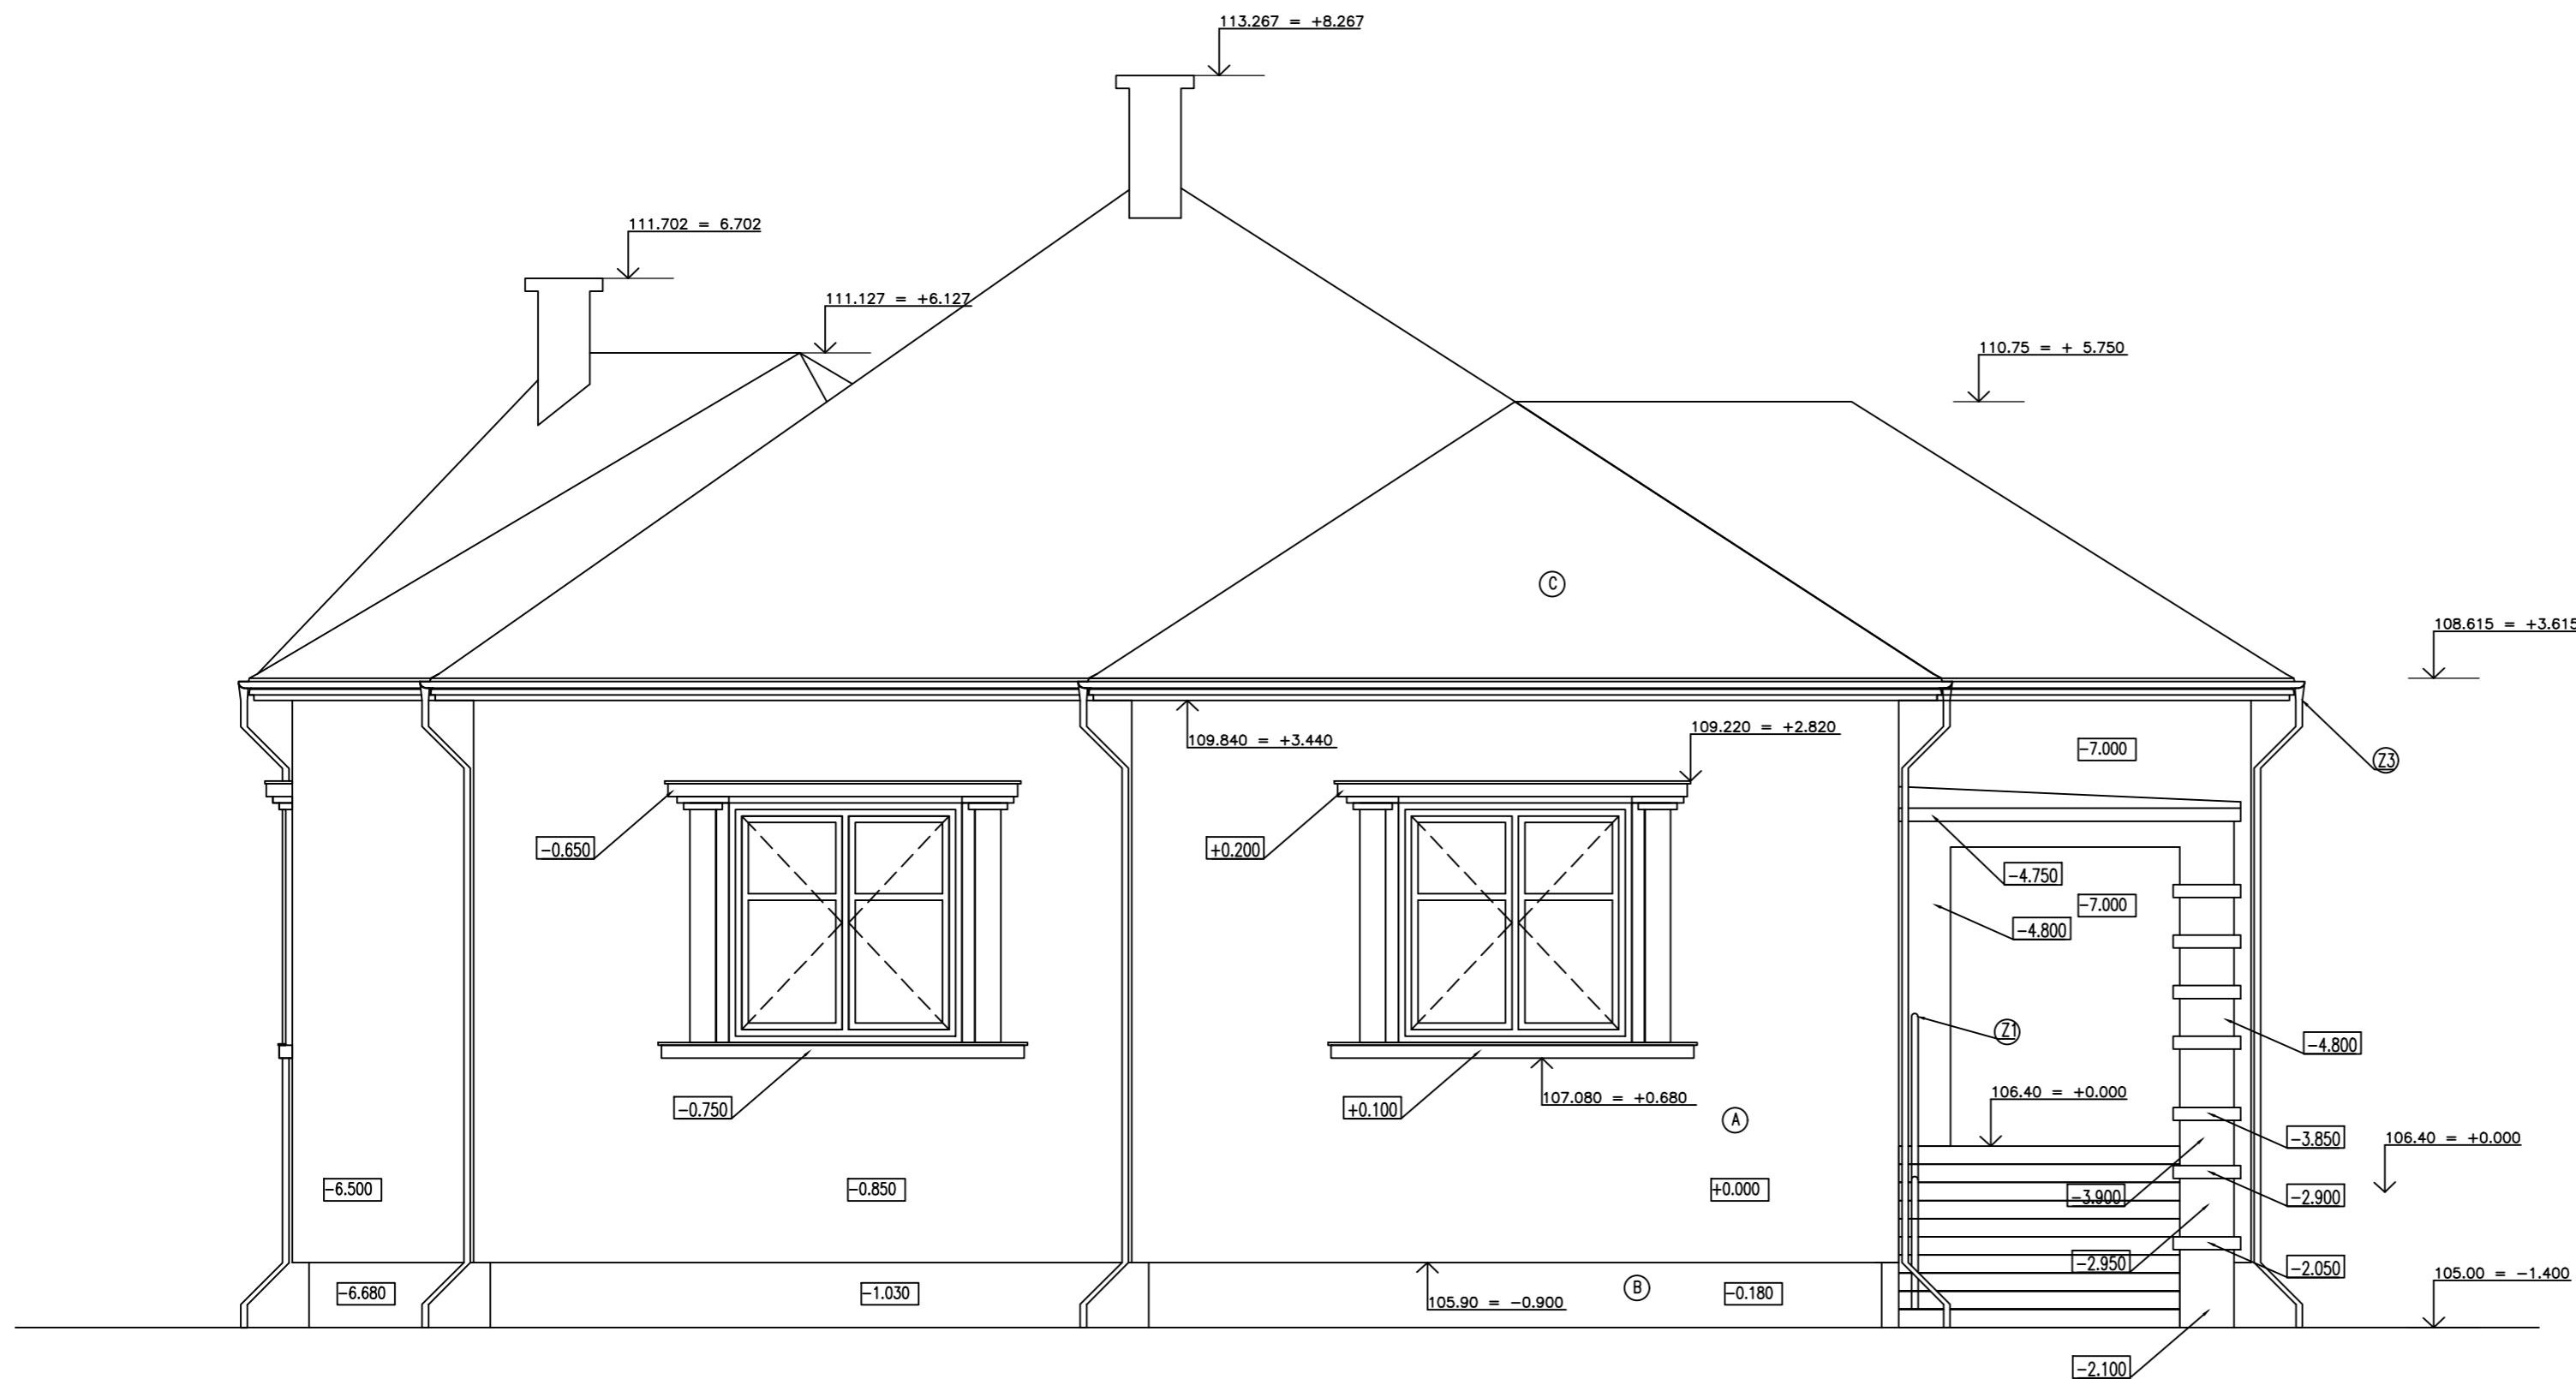 113.267 = +8.267
111.702 = 6.702
111.127 = +6.127
110.75 = + 5.750
C
108.615 = +3.615
109.840 = +3.440
109.220 = +2.820
-7.000
Z3
-0.650
+0.200
-4.750
-7.000
-4.800
Z1
-4.800
-0.750
+0.100
107.080 = +0.680
A
106.40 = +0.000
-3.850
106.40 = +0.000
-6.500
-0.850
+0.000
-3.900
-2.900
-2.950
-2.050
105.00 = -1.400
-6.680
-1.030
105.90 = -0.900
B
-0.180
-2.100